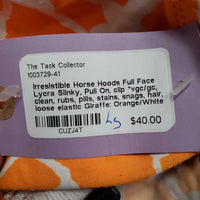 The Tack Collector
1003729-41
Irresistible Horse Hoods Full Face
Lycra Slinky, Pull On, clip *vgc/gc,
clean, rubs, pills, stains, snags, hair,
loose elastic Giraffe: Orange/White
CUZJ4T
$40.00